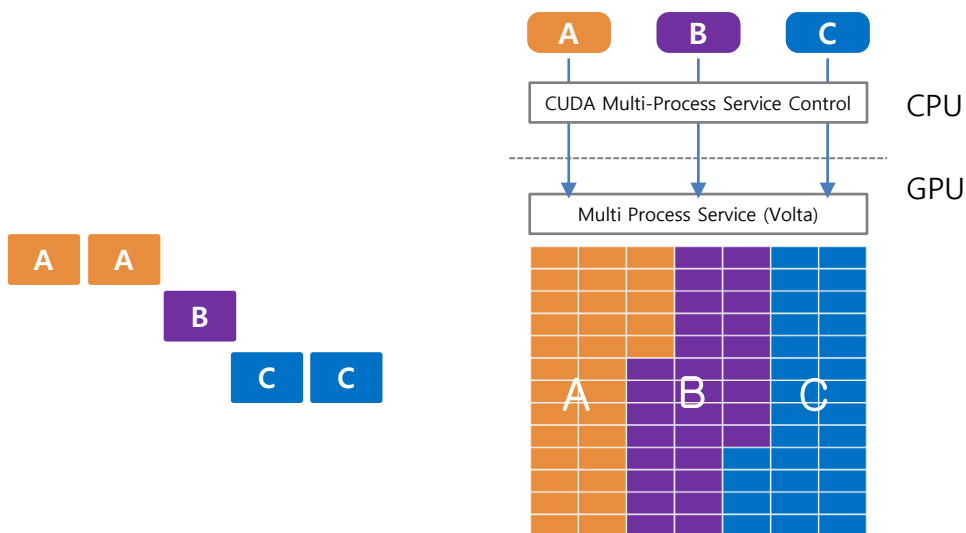 A B C
CUDA Multi-Process Service Control
CPU
GPU
Multi Process Service (Volta)
A A
B
C C
A B C